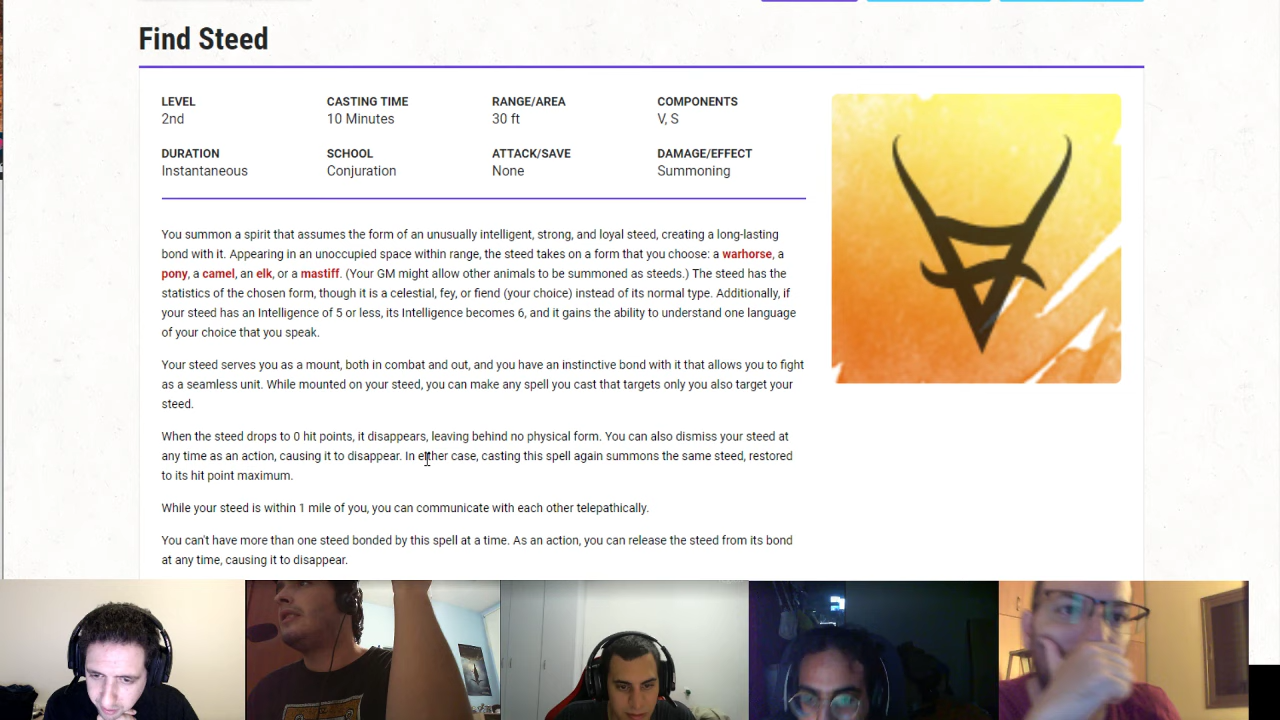 Find Steed
LEVEL CASTING TIME RANGE/AREA COMPONENTS
2nd 10 Minutes 30 ft V, S
DURATION SCHOOL ATTACK/SAVE DAMAGE/EFFECT
Instantaneous Conjuration None Summoning
You summon a spirit that assumes the form of an unusually intelligent, strong, and loyal steed, creating a long-lasting
bond with it. Appearing in an unoccupied space within range, the steed takes on a form that you choose: a warhorse, a
pony, a camel, an elk, or a mastiff. (Your GM might allow other animals to be summoned as steeds.) The steed has the
statistics of the chosen form, though it is a celestial, fey, or fiend (your choice) instead of its normal type. Additionally, if
your steed has an Intelligence of 5 or less, its Intelligence becomes 6, and it gains the ability to understand one language
of your choice that you speak.
Your steed serves you as a mount, both in combat and out, and you have an instinctive bond with it that allows you to fight
as a seamless unit. While mounted on your steed, you can make any spell you cast that targets only you also target your
steed.
When the steed drops to 0 hit points, it disappears, leaving behind no physical form. You can also dismiss your steed at
any time as an action, causing it to disappear. In either case, casting this spell again summons the same steed, restored
to its hit point maximum.
While your steed is within 1 mile of you, you can communicate with each other telepathically.
You can't have more than one steed bonded by this spell at a time. As an action, you can release the steed from its bond
at any time, causing it to disappear.